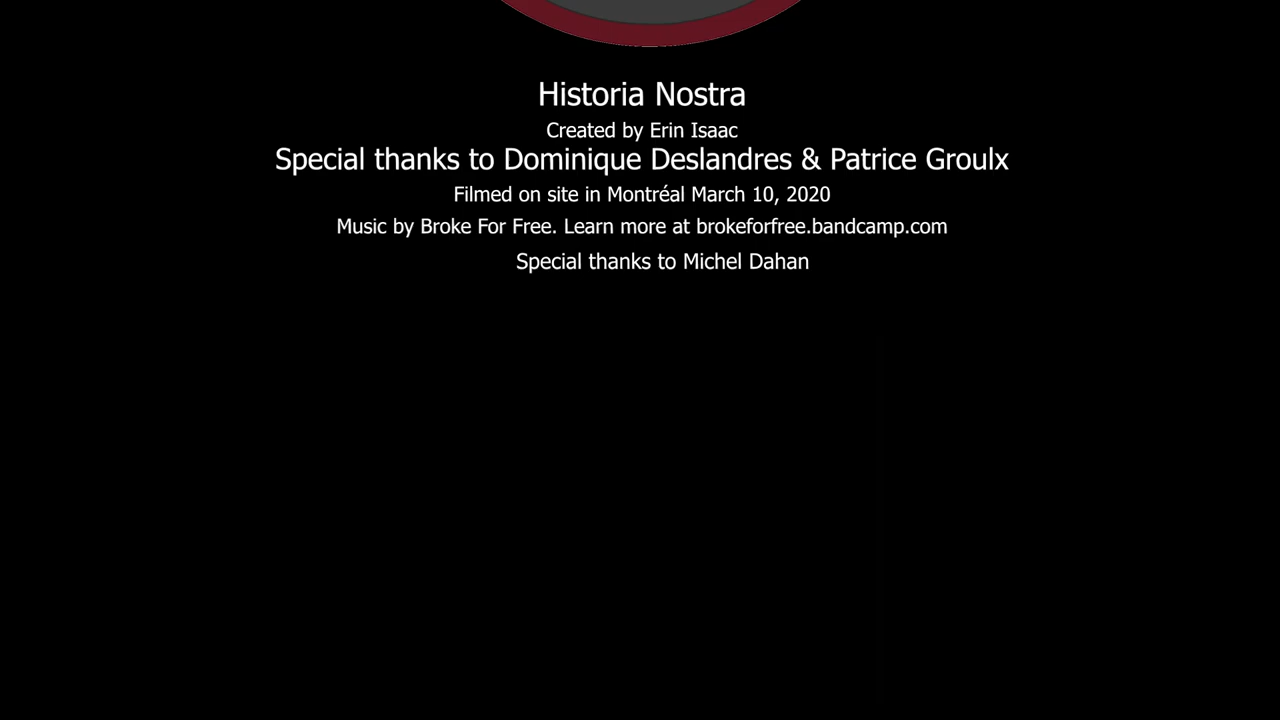 Historia Nostra
Created by Erin Isaac
Special thanks to Dominique Deslandres & Patrice Groulx
Filmed on site in Montréal March 10, 2020
Music by Broke For Free. Learn more at brokeforfree.bandcamp.com
Special thanks to Michel Dahan